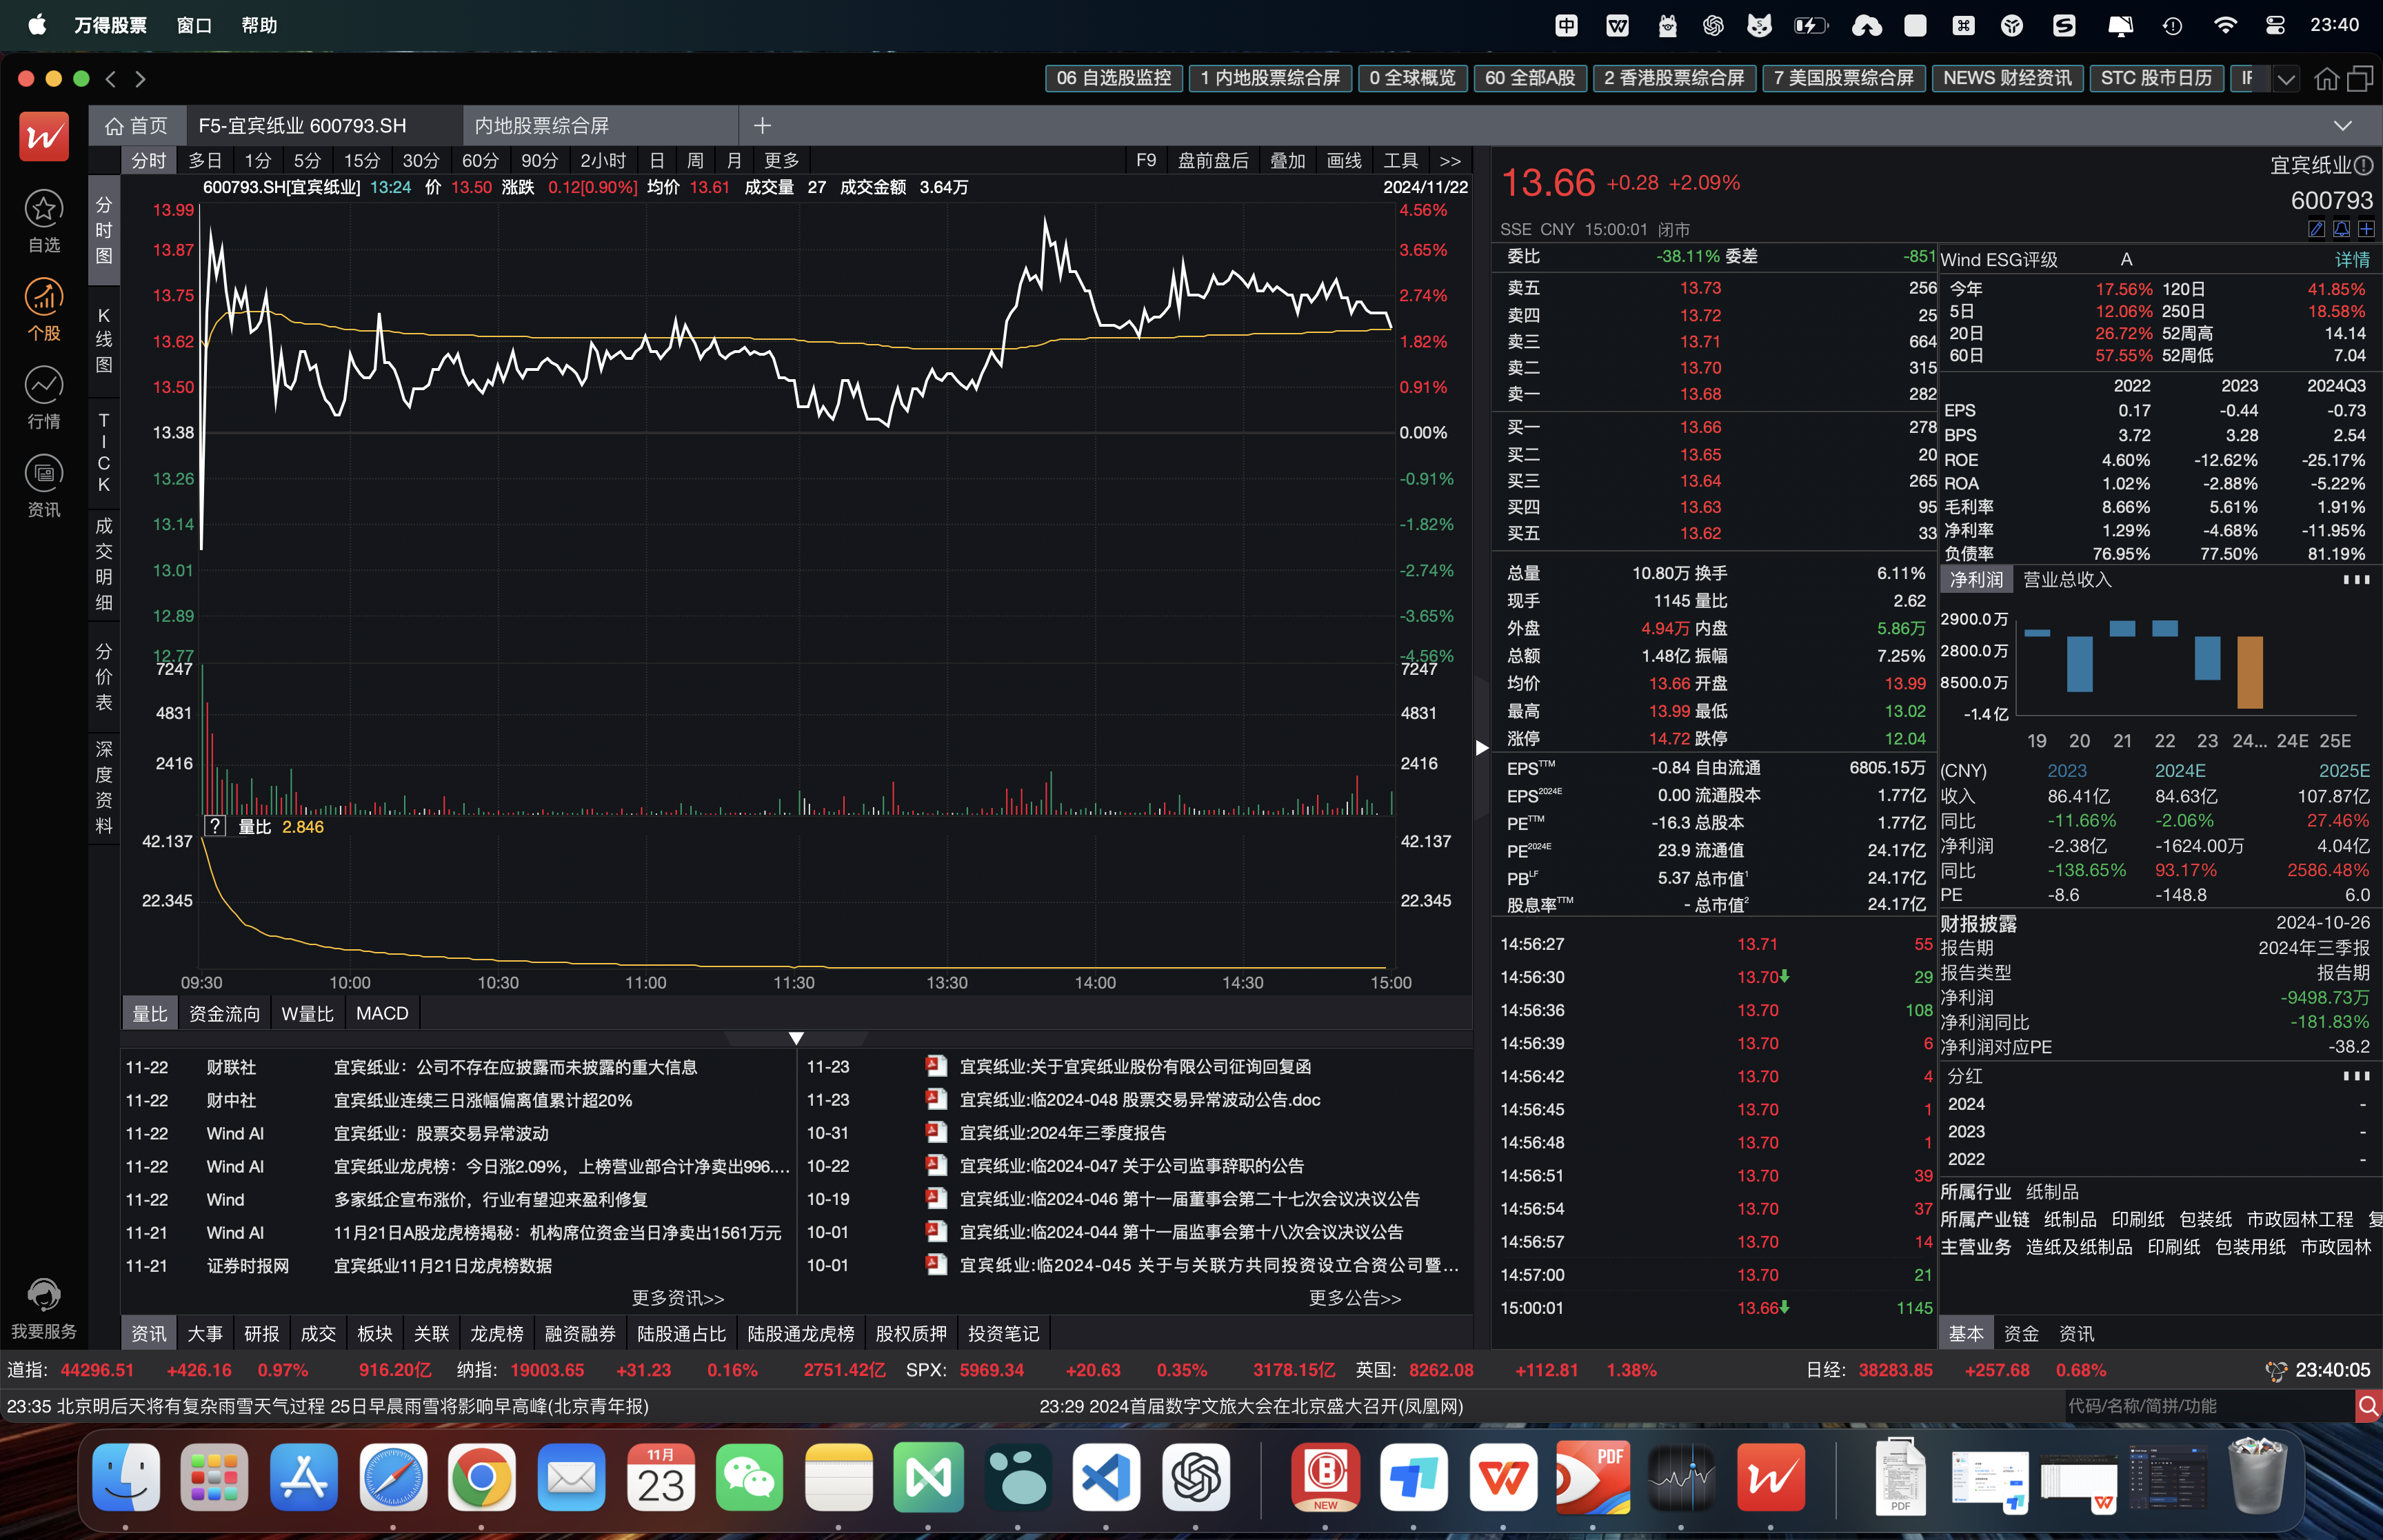 万得股票 窗口 帮助 23:40
06 自选股监控 1 内地股票综合屏 0 全球概览 60 全部A股 2 香港股票综合屏 7 美国股票综合屏 NEWS 财经资讯 STC 股市日历
首页 F5-宜宾纸业 600793.SH 内地股票综合屏
自选
个股
行情
资讯
我要服务
分时 多日 1分 5分 15分 30分 60分 90分 2小时 日 周 月 更多 F9 盘前盘后 叠加 画线 工具 >>
分时图
K线图
TICK
成交明细
分价表
深度资料
600793.SH[宜宾纸业] 13:24 价 13.50 涨跌 0.12[0.90%] 均价 13.61 成交量 27 成交金额 3.64万 2024/11/22
13.99 4.56%
13.87 3.65%
13.75 2.74%
13.62 1.82%
13.50 0.91%
13.38 0.00%
13.26 -0.91%
13.14 -1.82%
13.01 -2.74%
12.89 -3.65%
12.77 -4.56%
7247 7247
4831 4831
2416 2416
? 量比 2.846
42.137 42.137
22.345 22.345
09:30 10:00 10:30 11:00 11:30 13:30 14:00 14:30 15:00
量比 资金流向 W量比 MACD
11-22 财联社 宜宾纸业：公司不存在应披露而未披露的重大信息
11-22 财中社 宜宾纸业连续三日涨幅偏离值累计超20%
11-22 Wind AI 宜宾纸业：股票交易异常波动
11-22 Wind AI 宜宾纸业龙虎榜：今日涨2.09%，上榜营业部合计净卖出996....
11-22 Wind 多家纸企宣布涨价，行业有望迎来盈利修复
11-21 Wind AI 11月21日A股龙虎榜揭秘：机构席位资金当日净卖出1561万元
11-21 证券时报网 宜宾纸业11月21日龙虎榜数据
更多资讯>>
11-23 宜宾纸业:关于宜宾纸业股份有限公司征询回复函
11-23 宜宾纸业:临2024-048 股票交易异常波动公告.doc
10-31 宜宾纸业:2024年三季度报告
10-22 宜宾纸业:临2024-047 关于公司监事辞职的公告
10-19 宜宾纸业:临2024-046 第十一届董事会第二十七次会议决议公告
10-01 宜宾纸业:临2024-044 第十一届监事会第十八次会议决议公告
10-01 宜宾纸业:临2024-045 关于与关联方共同投资设立合资公司暨...
更多公告>>
资讯 大事 研报 成交 板块 关联 龙虎榜 融资融券 陆股通占比 陆股通龙虎榜 股权质押 投资笔记
13.66 +0.28 +2.09%
宜宾纸业
600793
SSE CNY 15:00:01 闭市
委比 -38.11% 委差 -851
卖五 13.73 256
卖四 13.72 25
卖三 13.71 664
卖二 13.70 315
卖一 13.68 282
买一 13.66 278
买二 13.65 20
买三 13.64 265
买四 13.63 95
买五 13.62 33
总量 10.80万 换手 6.11%
现手 1145 量比 2.62
外盘 4.94万 内盘 5.86万
总额 1.48亿 振幅 7.25%
均价 13.66 开盘 13.99
最高 13.99 最低 13.02
涨停 14.72 跌停 12.04
EPSTTM -0.84 自由流通 6805.15万
EPS2024E 0.00 流通股本 1.77亿
PETTM -16.3 总股本 1.77亿
PE2024E 23.9 流通值 24.17亿
PBLF 5.37 总市值1 24.17亿
股息率TTM - 总市值2 24.17亿
14:56:27 13.71 55
14:56:30 13.70 29
14:56:36 13.70 108
14:56:39 13.70 6
14:56:42 13.70 4
14:56:45 13.70 1
14:56:48 13.70 1
14:56:51 13.70 39
14:56:54 13.70 37
14:56:57 13.70 14
14:57:00 13.70 21
15:00:01 13.66 1145
Wind ESG评级 A 详情
今年 17.56% 120日 41.85%
5日 12.06% 250日 18.58%
20日 26.72% 52周高 14.14
60日 57.55% 52周低 7.04
2022 2023 2024Q3
EPS 0.17 -0.44 -0.73
BPS 3.72 3.28 2.54
ROE 4.60% -12.62% -25.17%
ROA 1.02% -2.88% -5.22%
毛利率 8.66% 5.61% 1.91%
净利率 1.29% -4.68% -11.95%
负债率 76.95% 77.50% 81.19%
净利润 营业总收入
2900.0万
2800.0万
8500.0万
-1.4亿
19 20 21 22 23 24... 24E 25E
(CNY) 2023 2024E 2025E
收入 86.41亿 84.63亿 107.87亿
同比 -11.66% -2.06% 27.46%
净利润 -2.38亿 -1624.00万 4.04亿
同比 -138.65% 93.17% 2586.48%
PE -8.6 -148.8 6.0
财报披露 2024-10-26
报告期 2024年三季报
报告类型 报告期
净利润 -9498.73万
净利润同比 -181.83%
净利润对应PE -38.2
分红
2024 -
2023 -
2022 -
所属行业 纸制品
所属产业链 纸制品 印刷纸 包装纸 市政园林工程 复
主营业务 造纸及纸制品 印刷纸 包装用纸 市政园林
基本 资金 资讯
道指: 44296.51 +426.16 0.97% 916.20亿 纳指: 19003.65 +31.23 0.16% 2751.42亿 SPX: 5969.34 +20.63 0.35% 3178.15亿 英国: 8262.08 +112.81 1.38% 日经: 38283.85 +257.68 0.68% 23:40:05
23:35 北京明后天将有复杂雨雪天气过程 25日早晨雨雪将影响早高峰(北京青年报) 23:29 2024首届数字文旅大会在北京盛大召开(凤凰网) 代码/名称/简拼/功能
11月
23
NEW
PDF
PDF